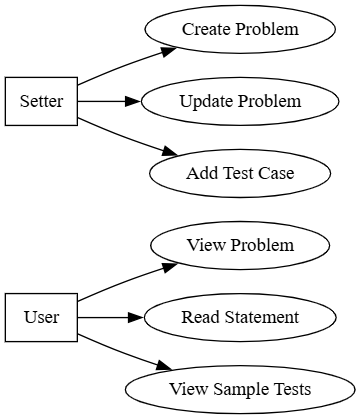 Create Problem
Setter
Update Problem
Add Test Case
View Problem
User
Read Statement
View Sample Tests